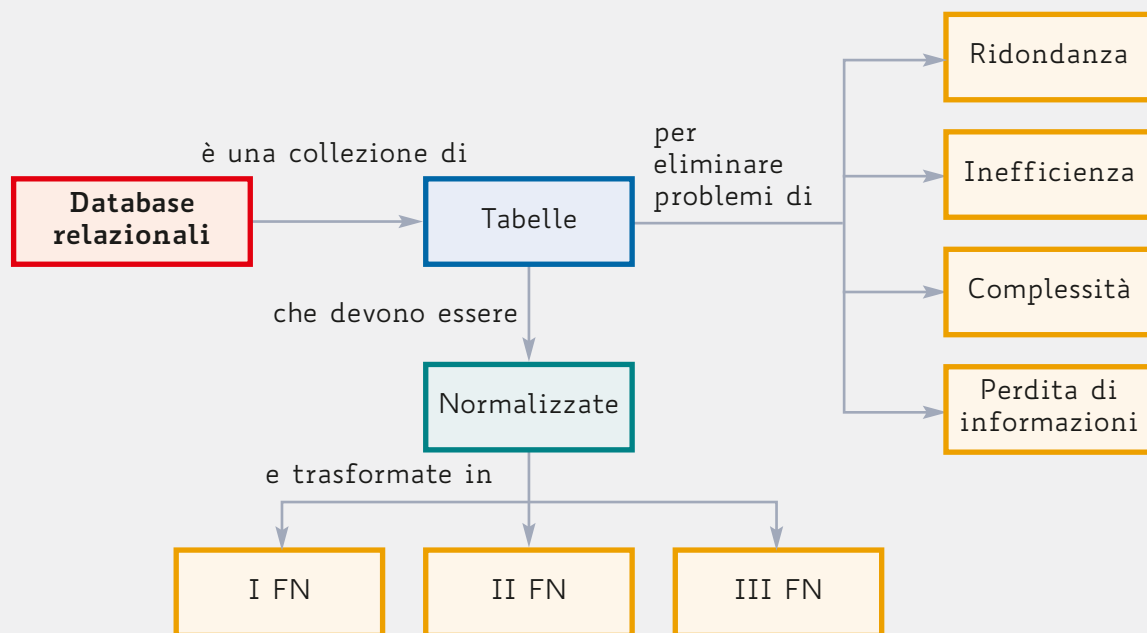 Ridondanza
per
eliminare
problemi di
è una collezione di
Inefficienza
Database
relazionali
Tabelle
Complessità
che devono essere
Perdita di
informazioni
Normalizzate
e trasformate in
I FN
II FN
III FN